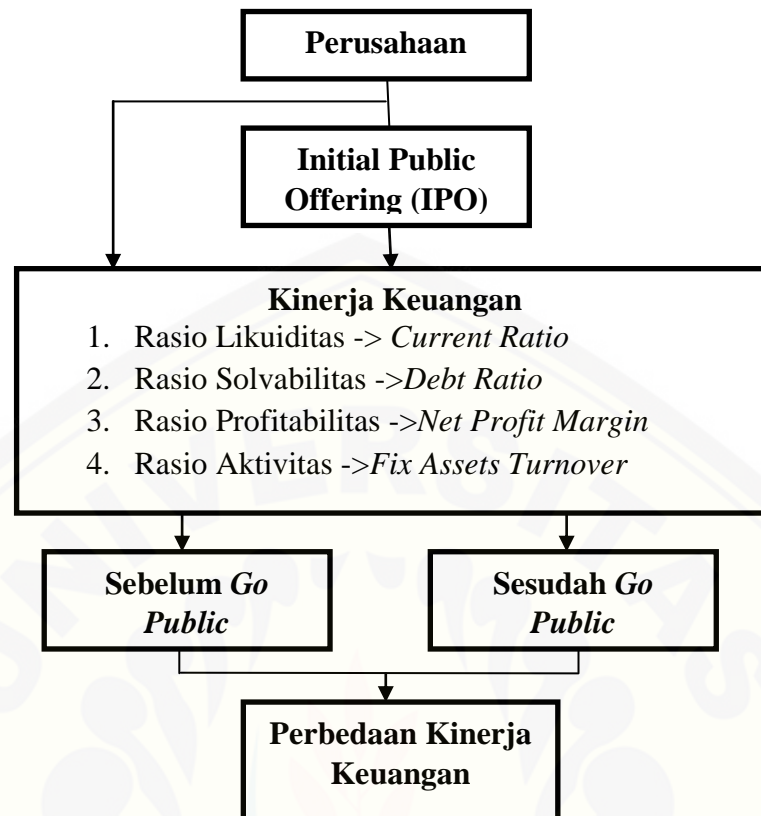 Perusahaan
Initial Public
Offering (IPO)
Kinerja Keuangan
1. Rasio Likuiditas -> Current Ratio
2. Rasio Solvabilitas ->Debt Ratio
3. Rasio Profitabilitas ->Net Profit Margin
4. Rasio Aktivitas ->Fix Assets Turnover
UNIVERSITAS
Sebelum Go
Public
Sesudah Go
Public
Perbedaan Kinerja
Keuangan